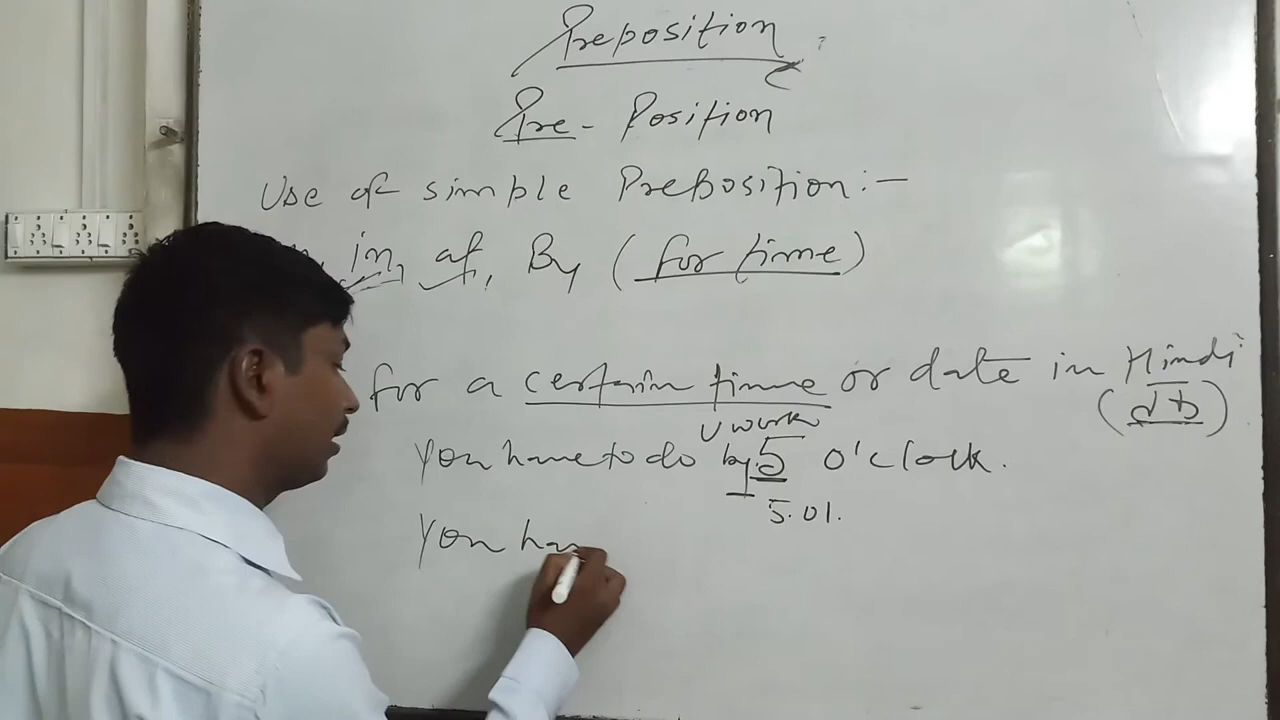 Preposition
Pre - Position
Use of simple Preposition :-
in, at, By (for time)
for a certain time or date in Hindi
(तक)
work
You have to do by 5 o'clock.
5.01.
You hav